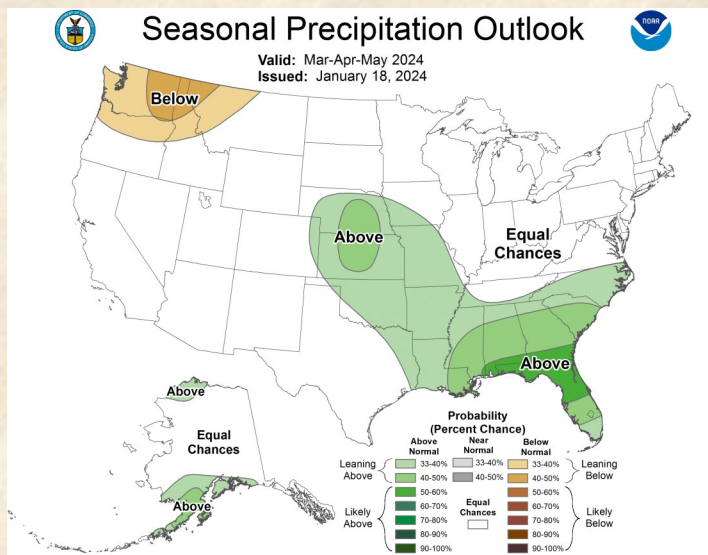 Seasonal Precipitation Outlook
NOAA
Valid: Mar-Apr-May 2024
Issued: January 18, 2024
Below
Above
Equal
Chances
Above
Above
Equal
Chances
Above
Probability
(Percent Chance)
Above
Normal
Near
Normal
Below
Normal
Leaning
Above
33-40%
33-40%
33-40%
Leaning
Below
40-50%
40-50%
40-50%
Likely
Above
50-60%
Equal
Chances
50-60%
Likely
Below
60-70%
60-70%
70-80%
70-80%
80-90%
80-90%
90-100%
90-100%